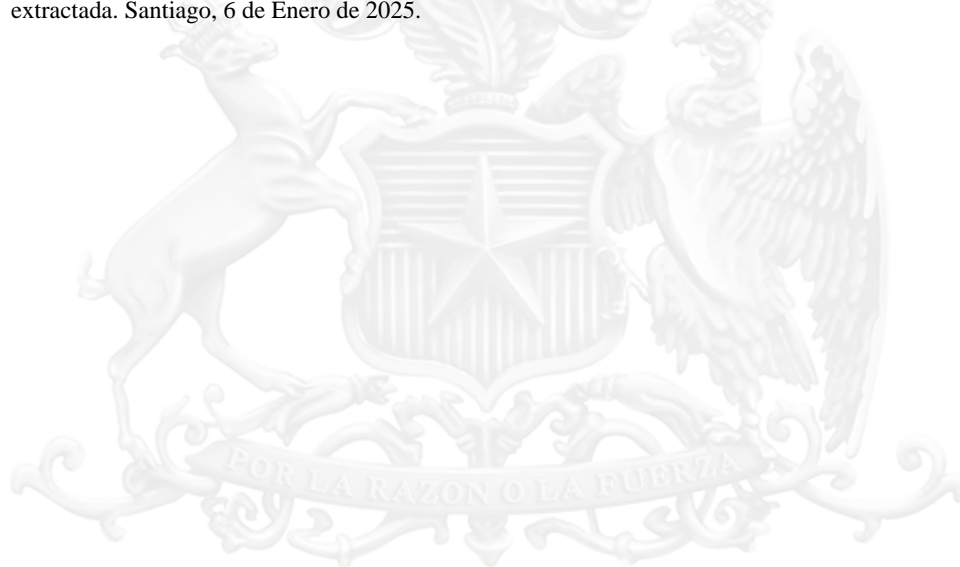 extractada. Santiago, 6 de Enero de 2025.
POR LA RAZON O LA FUERZA